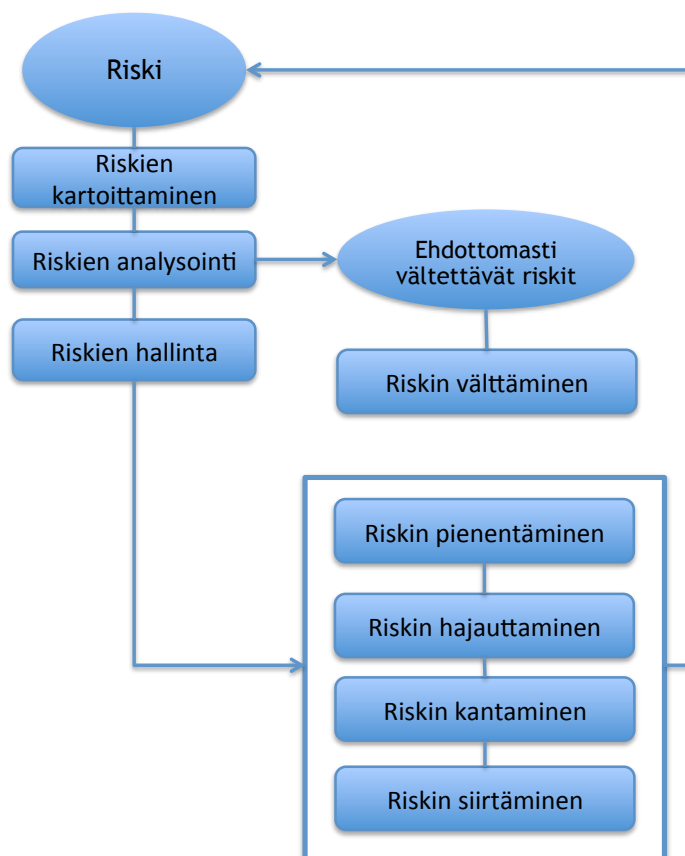 Riski
Riskien
kartoittaminen
Riskien analysointi
Ehdottomasti
vältettävät riskit
Riskien hallinta
Riskin välttäminen
Riskin pienentäminen
Riskin hajauttaminen
Riskin kantaminen
Riskin siirtäminen